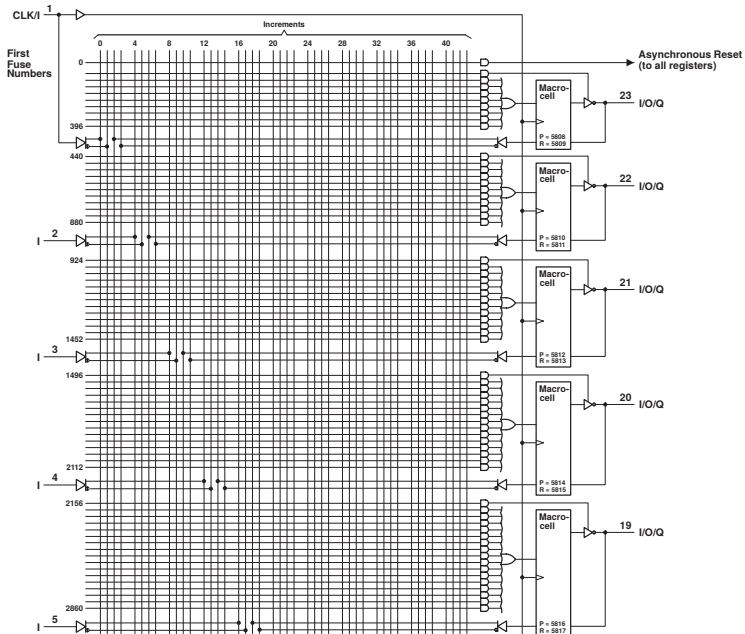 CLK/I 1
Increments
First
Fuse
Numbers
0 4 8 12 16 20 24 28 32 36 40
0
Asynchronous Reset
(to all registers)
Macro-
cell
23 I/O/Q
396
P = 5808
R = 5809
440
Macro-
cell
22 I/O/Q
880
P = 5810
R = 5811
I 2
924
Macro-
cell
21 I/O/Q
1452
P = 5812
R = 5813
I 3
1496
Macro-
cell
20 I/O/Q
2112
P = 5814
R = 5815
I 4
2156
Macro-
cell
19 I/O/Q
2860
P = 5816
R = 5817
I 5